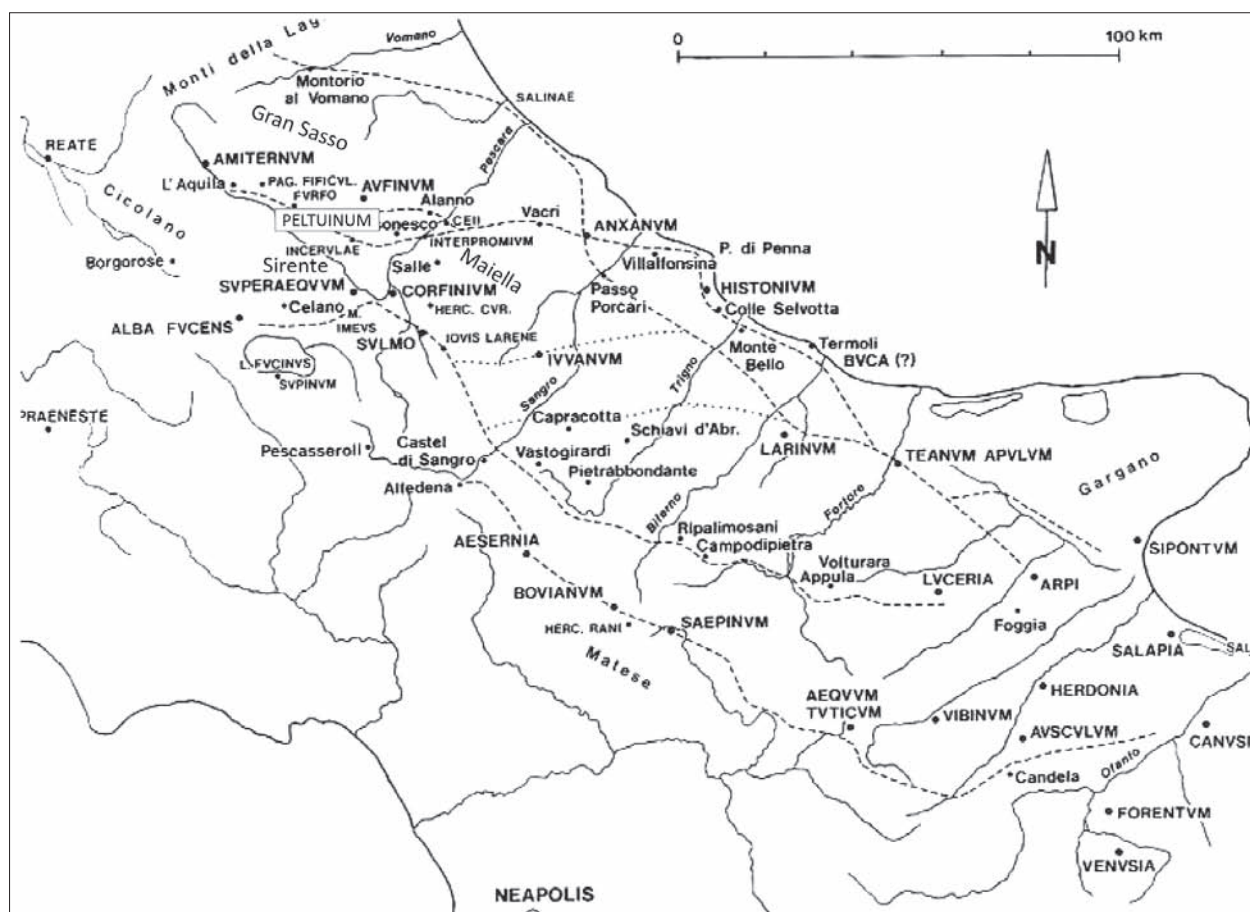 0 100 km
Monti della Lag
Vomano
Montorio
al Vomano
SALINAE
Gran Sasso
REATE
AMITERNVM
Pescara
L'Aquila
PAG. FIFICVL.
FVRFO
AVFINVM
Cicolano
Alanno
PELTUINUM
onesco
CEII
Vacri
ANXANVM
INCERVLAE
INTERPROMIVM
P. di Penna
Borgorose
Sirente
Salle
Maiella
Villalfonsina
N
SVPERAEQVVM
CORFINIVM
Passo
Porcari
HISTONIVM
Celano
HERC. CVR.
Colle Selvotta
ALBA FVCENS
M.
IMEVS
SVLMO
IOVIS LARENE
IVVANVM
Monte
Bello
Termoli
BVCA (?)
L. FVCINVS
SVPINVM
Trigno
Sangro
PRAENESTE
Capracotta
Schiavi d'Abr.
Pescasseroli
Castel
di Sangro
Vastogirardi
Pietrabbondante
LARINVM
TEANVM APVLVM
Gargano
Alfedena
Biferno
Fortore
AESERNIA
Ripalimosani
Campodipietra
SIPONTVM
Volturara
Appula
LVCERIA
ARPI
BOVIANVM
Foggia
HERC. RANI
SAEPINVM
SALAPIA
SAL
Matese
HERDONIA
AEQVVM
TVTICVM
VIBINVM
AVSCVLVM
CANVSI
Candela
Ofanto
FORENTVM
VENVSIA
NEAPOLIS